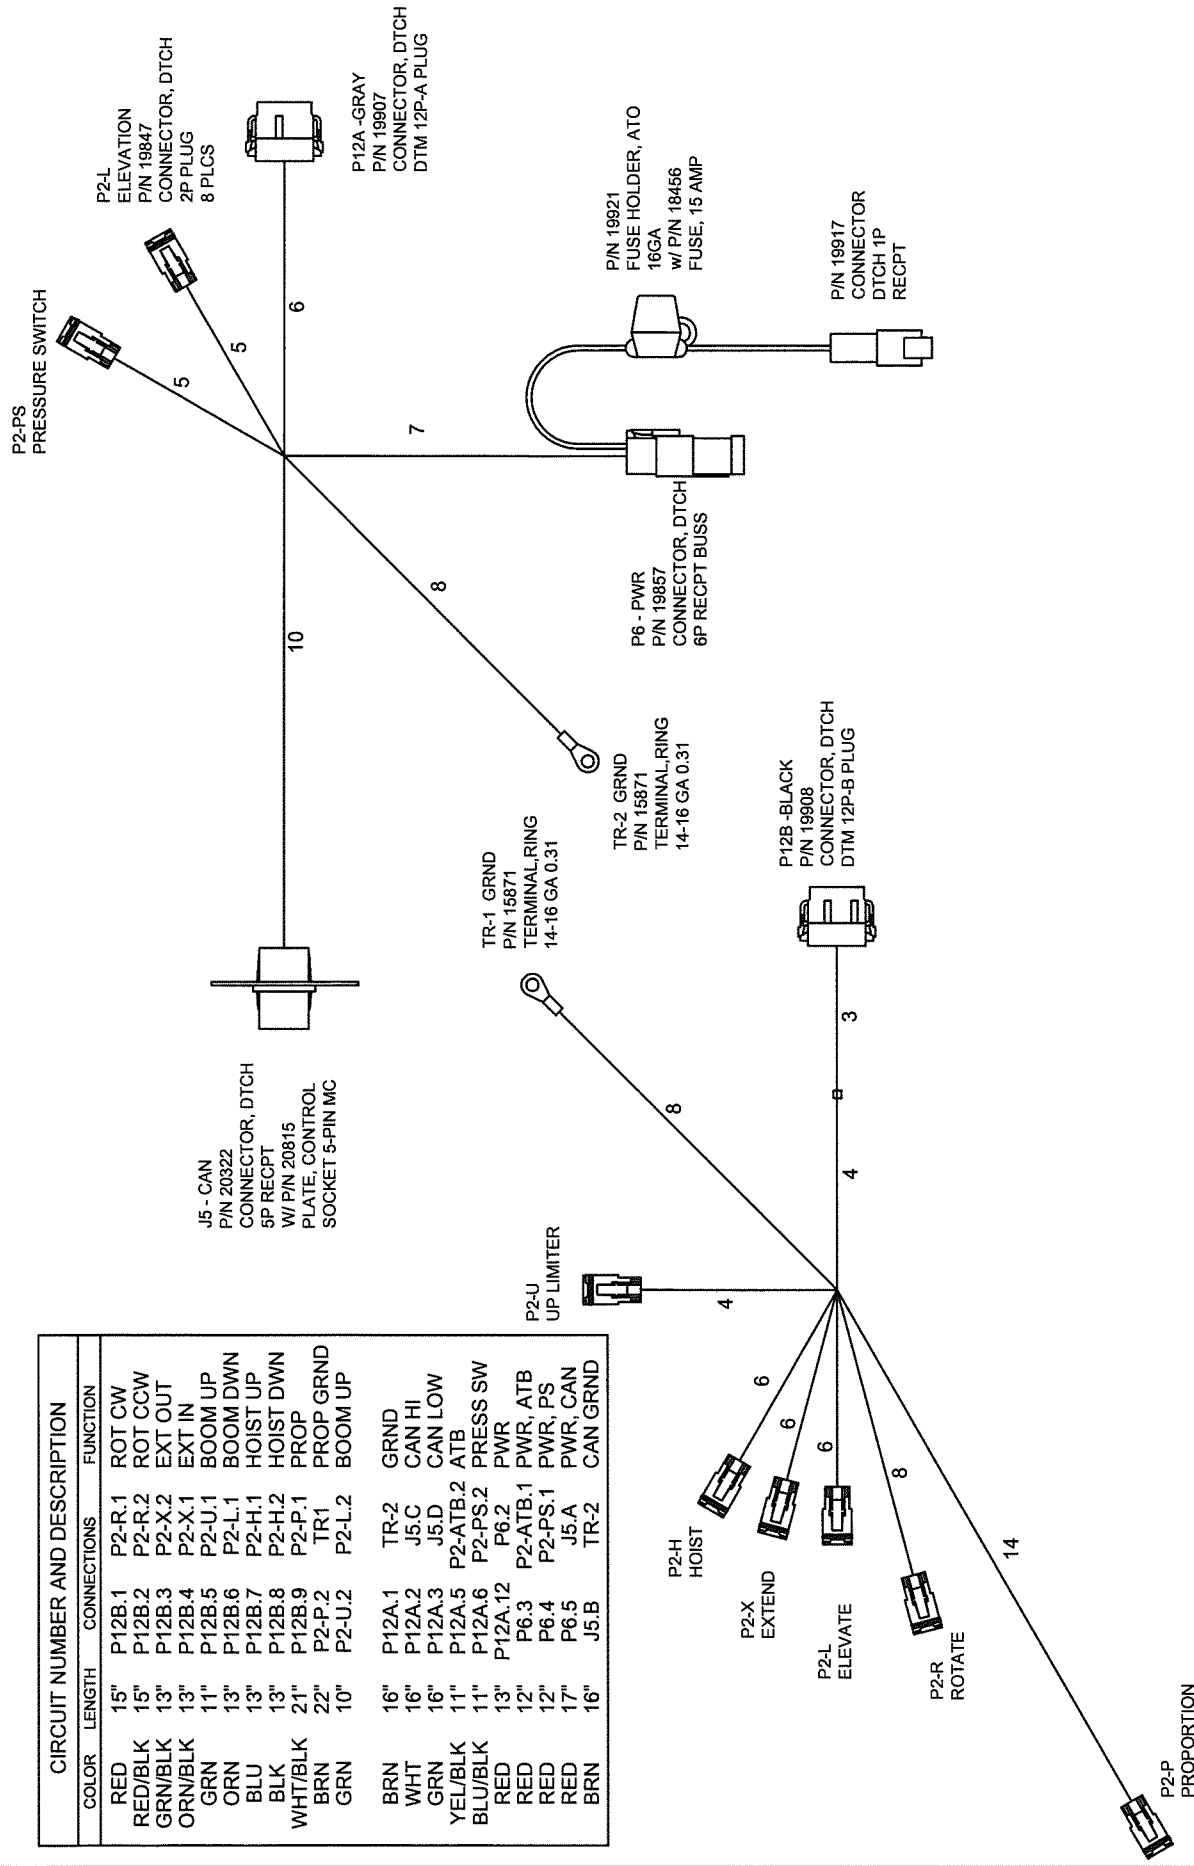 CIRCUIT NUMBER AND DESCRIPTION
COLOR LENGTH CONNECTIONS FUNCTION
RED 15" P12B.1 P2-R.1 ROT CW
RED/BLK 15" P12B.2 P2-R.2 ROT CCW
GRN/BLK 13" P12B.3 P2-X.2 EXT OUT
ORN/BLK 13" P12B.4 P2-X.1 EXT IN
GRN 11" P12B.5 P2-U.1 BOOM UP
ORN 13" P12B.6 P2-L.1 BOOM DWN
BLU 13" P12B.7 P2-H.1 HOIST UP
BLK 13" P12B.8 P2-H.2 HOIST DWN
WHT/BLK 21" P12B.9 P2-P.1 PROP
BRN 22" P2-P.2 TR1 PROP GRND
GRN 10" P2-U.2 P2-L.2 BOOM UP
BRN 16" P12A.1 TR-2 GRND
WHT 16" P12A.2 J5.C CAN HI
GRN 16" P12A.3 J5.D CAN LOW
YEL/BLK 11" P12A.5 P2-ATB.2 ATB
BLU/BLK 11" P12A.6 P2-PS.2 PRESS SW
RED 13" P12A.12 P6.2 PWR
RED 12" P6.3 P2-ATB.1 PWR, ATB
RED 12" P6.4 P2-PS.1 PWR, PS
RED 17" P6.5 J5.A PWR, CAN
BRN 16" J5.B TR-2 CAN GRND
J5 - CAN
P/N 20322
CONNECTOR, DTCH
5P RECPT
W/ P/N 20815
PLATE, CONTROL
SOCKET 5-PIN MC
10
P2-PS
PRESSURE SWITCH
5
P2-L
ELEVATION
P/N 19847
CONNECTOR, DTCH
2P PLUG
8 PLCS
5
6
P12A -GRAY
P/N 19907
CONNECTOR, DTCH
DTM 12P-A PLUG
7
8
P6 - PWR
P/N 19857
CONNECTOR, DTCH
6P RECPT BUSS
P/N 19921
FUSE HOLDER, ATO
16GA
w/ P/N 18456
FUSE, 15 AMP
P/N 19917
CONNECTOR
DTCH 1P
RECPT
TR-2 GRND
P/N 15871
TERMINAL,RING
14-16 GA 0.31
TR-1 GRND
P/N 15871
TERMINAL,RING
14-16 GA 0.31
8
P2-U
UP LIMITER
4
P2-H
HOIST
6
P2-X
EXTEND
6
P2-L
ELEVATE
6
P2-R
ROTATE
8
P2-P
PROPORTION
14
4
3
P12B -BLACK
P/N 19908
CONNECTOR, DTCH
DTM 12P-B PLUG